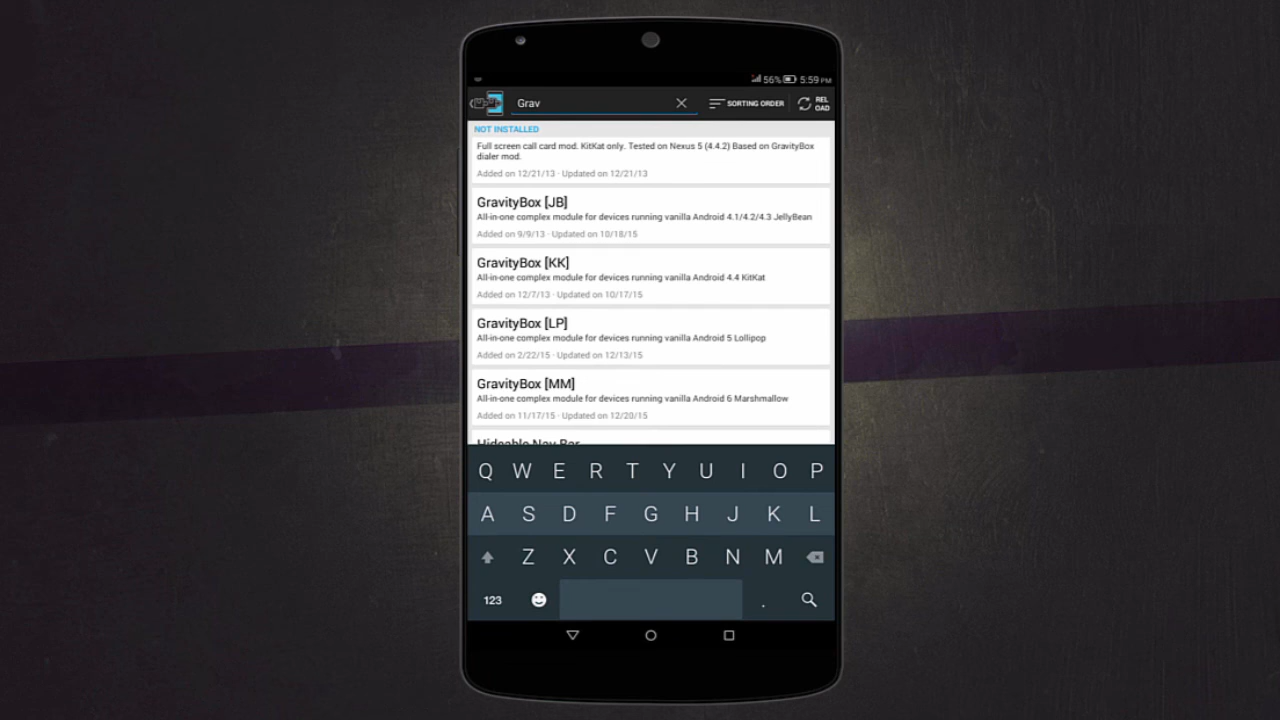 56% 5:59 PM
Grav
SORTING ORDER
REL
OAD
NOT INSTALLED
Full screen call card mod. KitKat only. Tested on Nexus 5 (4.4.2) Based on GravityBox
dialer mod.
Added on 12/21/13 · Updated on 12/21/13
GravityBox [JB]
All-in-one complex module for devices running vanilla Android 4.1/4.2/4.3 JellyBean
Added on 9/9/13 · Updated on 10/18/15
GravityBox [KK]
All-in-one complex module for devices running vanilla Android 4.4 KitKat
Added on 12/7/13 · Updated on 10/17/15
GravityBox [LP]
All-in-one complex module for devices running vanilla Android 5 Lollipop
Added on 2/22/15 · Updated on 12/13/15
GravityBox [MM]
All-in-one complex module for devices running vanilla Android 6 Marshmallow
Added on 11/17/15 · Updated on 12/20/15
Hideable Nav Bar
Q W E R T Y U I O P
A S D F G H J K L
Z X C V B N M
123 .